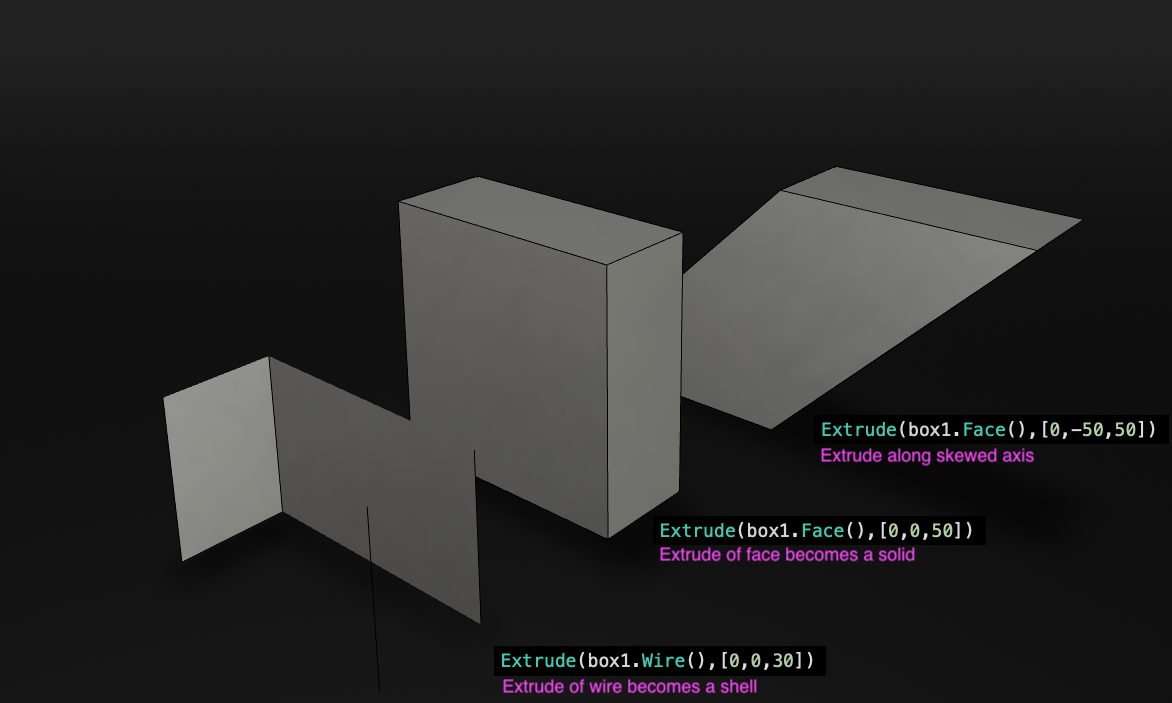 Extrude(box1.Face(),[0,-50,50])
Extrude along skewed axis
Extrude(box1.Face(),[0,0,50])
Extrude of face becomes a solid
Extrude(box1.Wire(),[0,0,30])
Extrude of wire becomes a shell